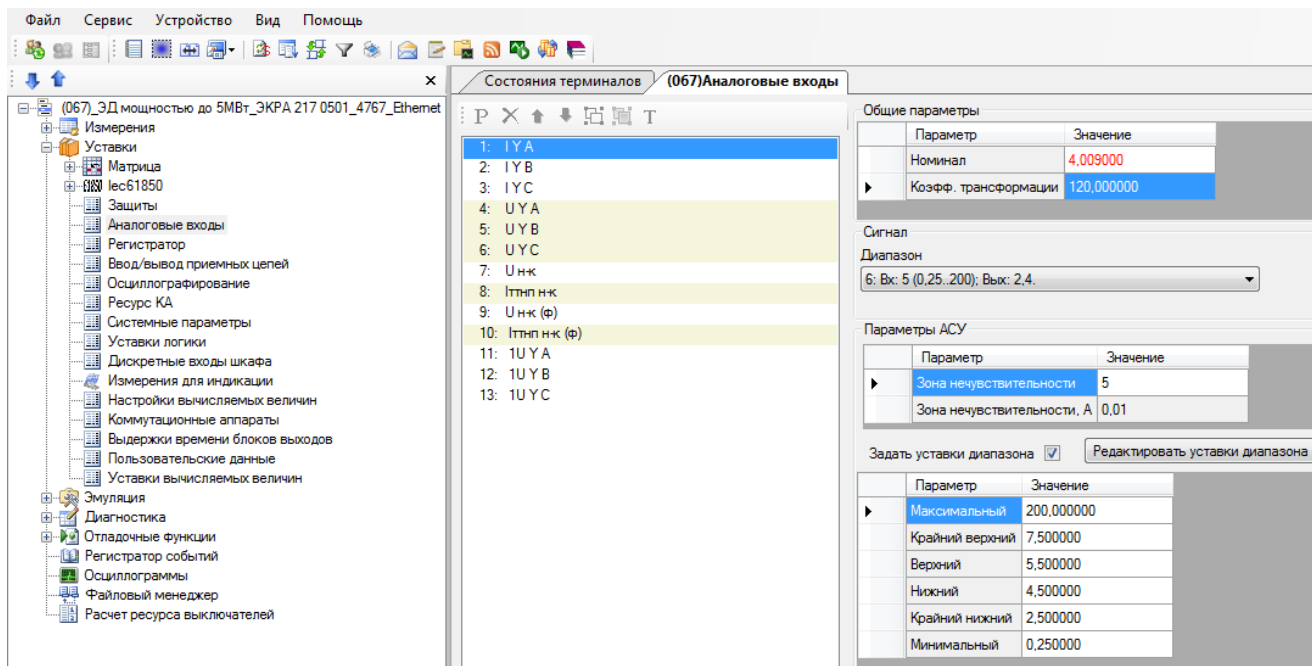 Файл Сервис Устройство Вид Помощь
Состояния терминалов (067)Аналоговые входы
(067)_ЭД мощностью до 5МВт_ЭКРА 217 0501_4767_Ethernet
Измерения
Уставки
Матрица
Iec61850
Защиты
Аналоговые входы
Регистратор
Ввод/вывод приемных цепей
Осциллографирование
Ресурс КА
Системные параметры
Уставки логики
Дискретные входы шкафа
Измерения для индикации
Настройки вычисляемых величин
Коммутационные аппараты
Выдержки времени блоков выходов
Пользовательские данные
Уставки вычисляемых величин
Эмуляция
Диагностика
Отладочные функции
Регистратор событий
Осциллограммы
Файловый менеджер
Расчет ресурса выключателей
P T
1: I Y A
2: I Y B
3: I Y C
4: U Y A
5: U Y B
6: U Y C
7: U н-к
8: Iттнп н-к
9: U н-к (ф)
10: Iттнп н-к (ф)
11: 1U Y A
12: 1U Y B
13: 1U Y C
Общие параметры
Параметр Значение
Номинал 4,009000
Коэфф. трансформации 120,000000
Сигнал
Диапазон
6: Вх: 5 (0,25..200); Вых: 2,4.
Параметры АСУ
Параметр Значение
Зона нечувствительности 5
Зона нечувствительности, А 0,01
Задать уставки диапазона Редактировать уставки диапазона
Параметр Значение
Максимальный 200,000000
Крайний верхний 7,500000
Верхний 5,500000
Нижний 4,500000
Крайний нижний 2,500000
Минимальный 0,250000